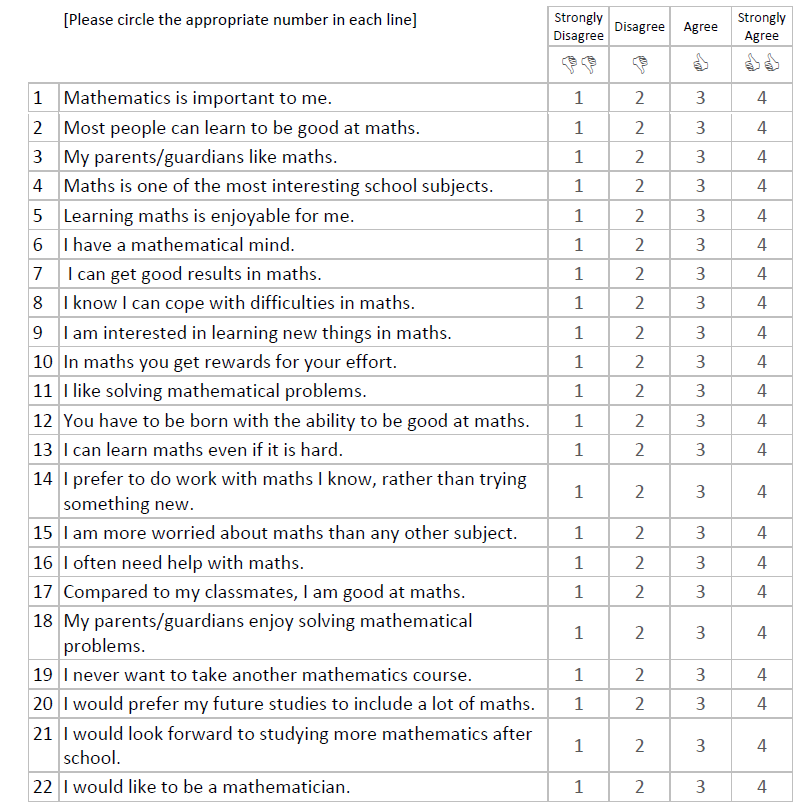 [Please circle the appropriate number in each line] Strongly Disagree Disagree Agree Strongly Agree
1 Mathematics is important to me. 1 2 3 4
2 Most people can learn to be good at maths. 1 2 3 4
3 My parents/guardians like maths. 1 2 3 4
4 Maths is one of the most interesting school subjects. 1 2 3 4
5 Learning maths is enjoyable for me. 1 2 3 4
6 I have a mathematical mind. 1 2 3 4
7 I can get good results in maths. 1 2 3 4
8 I know I can cope with difficulties in maths. 1 2 3 4
9 I am interested in learning new things in maths. 1 2 3 4
10 In maths you get rewards for your effort. 1 2 3 4
11 I like solving mathematical problems. 1 2 3 4
12 You have to be born with the ability to be good at maths. 1 2 3 4
13 I can learn maths even if it is hard. 1 2 3 4
14 I prefer to do work with maths I know, rather than trying
something new. 1 2 3 4
15 I am more worried about maths than any other subject. 1 2 3 4
16 I often need help with maths. 1 2 3 4
17 Compared to my classmates, I am good at maths. 1 2 3 4
18 My parents/guardians enjoy solving mathematical
problems. 1 2 3 4
19 I never want to take another mathematics course. 1 2 3 4
20 I would prefer my future studies to include a lot of maths. 1 2 3 4
21 I would look forward to studying more mathematics after
school. 1 2 3 4
22 I would like to be a mathematician. 1 2 3 4